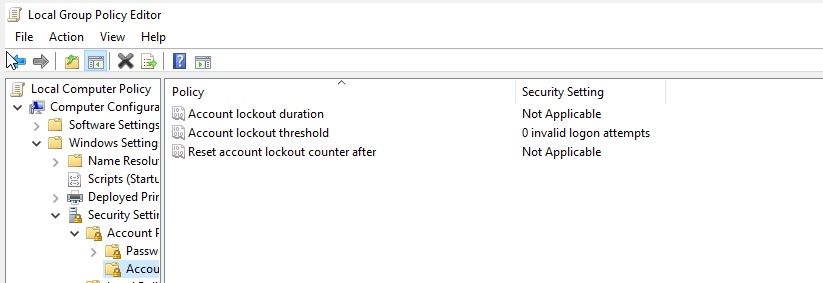 Local Group Policy Editor
File Action View Help
Local Computer Policy
Computer Configura
Software Settings
Windows Setting
Name Resolu
Scripts (Startu
Deployed Prin
Security Settin
Account P
Passw
Accou
Policy Security Setting
Account lockout duration Not Applicable
Account lockout threshold 0 invalid logon attempts
Reset account lockout counter after Not Applicable